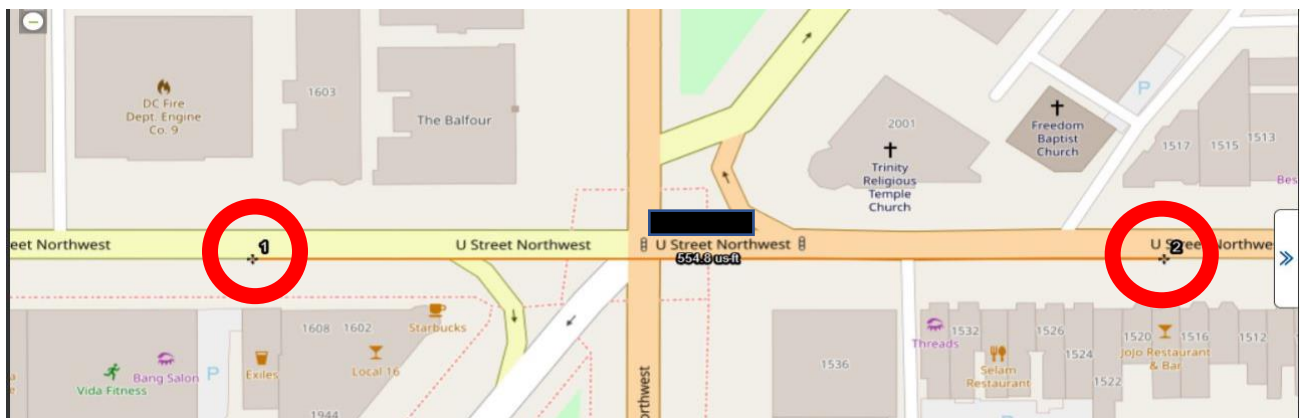 DC Fire
Dept. Engine
Co. 9
1603
The Balfour
2001
Trinity
Religious
Temple
Church
Freedom
Baptist
Church
P
1517
1515
1513
Bes
eet Northwest
1
U Street Northwest
U Street Northwest
554.8 us-ft
U Street Northwe
2
1608
1602
Starbucks
Vida Fitness
Bang Salon
P
Exiles
Local 16
1944
rthwest
1536
Threads
1532
Selam
Restaurant
1526
1524
1522
1520
1516
JoJo Restaurant
& Bar
1512
P